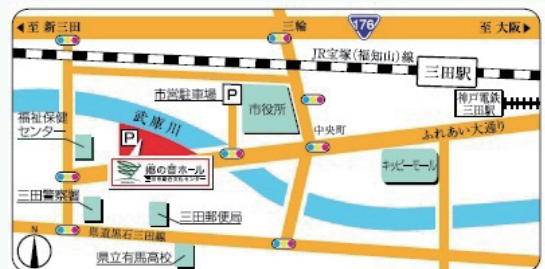 ◀至 新三田
三輪
176
至 大阪▶
JR宝塚(福知山)線
三田駅
神戸電鉄
三田駅
市営駐車場
P
市役所
武庫川
福祉保健
センター
P
中央町
ふれあい大通り
郷の音ホール
キッピーモール
三田警察署
三田郵便局
N
県道黒石三田線
県立有馬高校